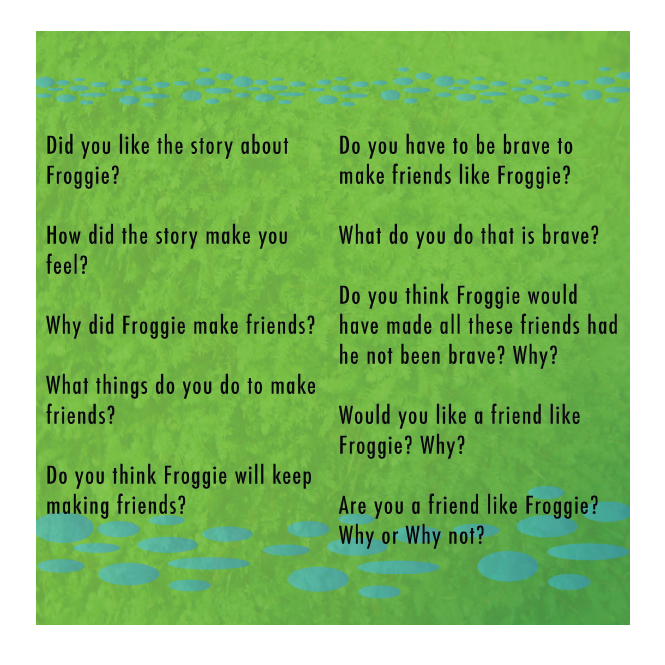 Did you like the story about
Froggie?
How did the story make you
feel?
Why did Froggie make friends?
What things do you do to make
friends?
Do you think Froggie will keep
making friends?
Do you have to be brave to
make friends like Froggie?
What do you do that is brave?
Do you think Froggie would
have made all these friends had
he not been brave? Why?
Would you like a friend like
Froggie? Why?
Are you a friend like Froggie?
Why or Why not?